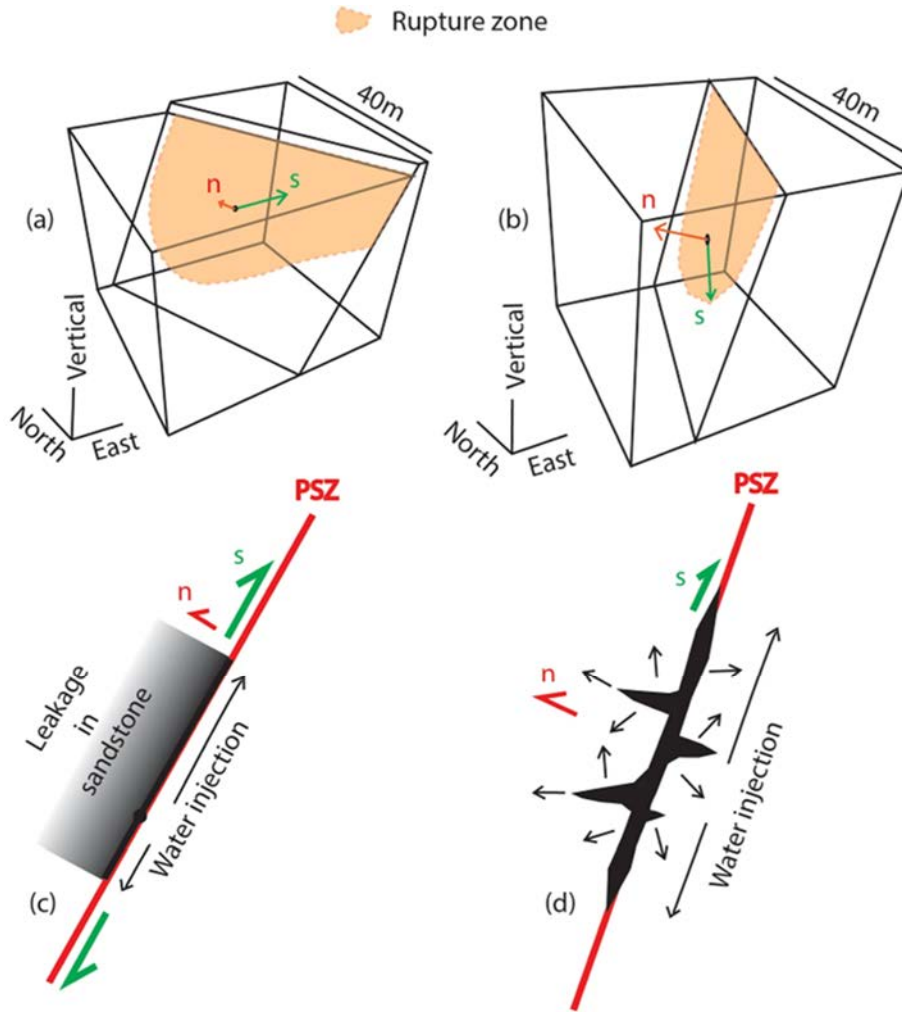 Rupture zone
40m
n
s
(a)
Vertical
North
East
40m
n
s
(b)
Vertical
North
East
PSZ
s
n
Leakage
in
sandstone
Water injection
(c)
PSZ
s
n
Water injection
(d)